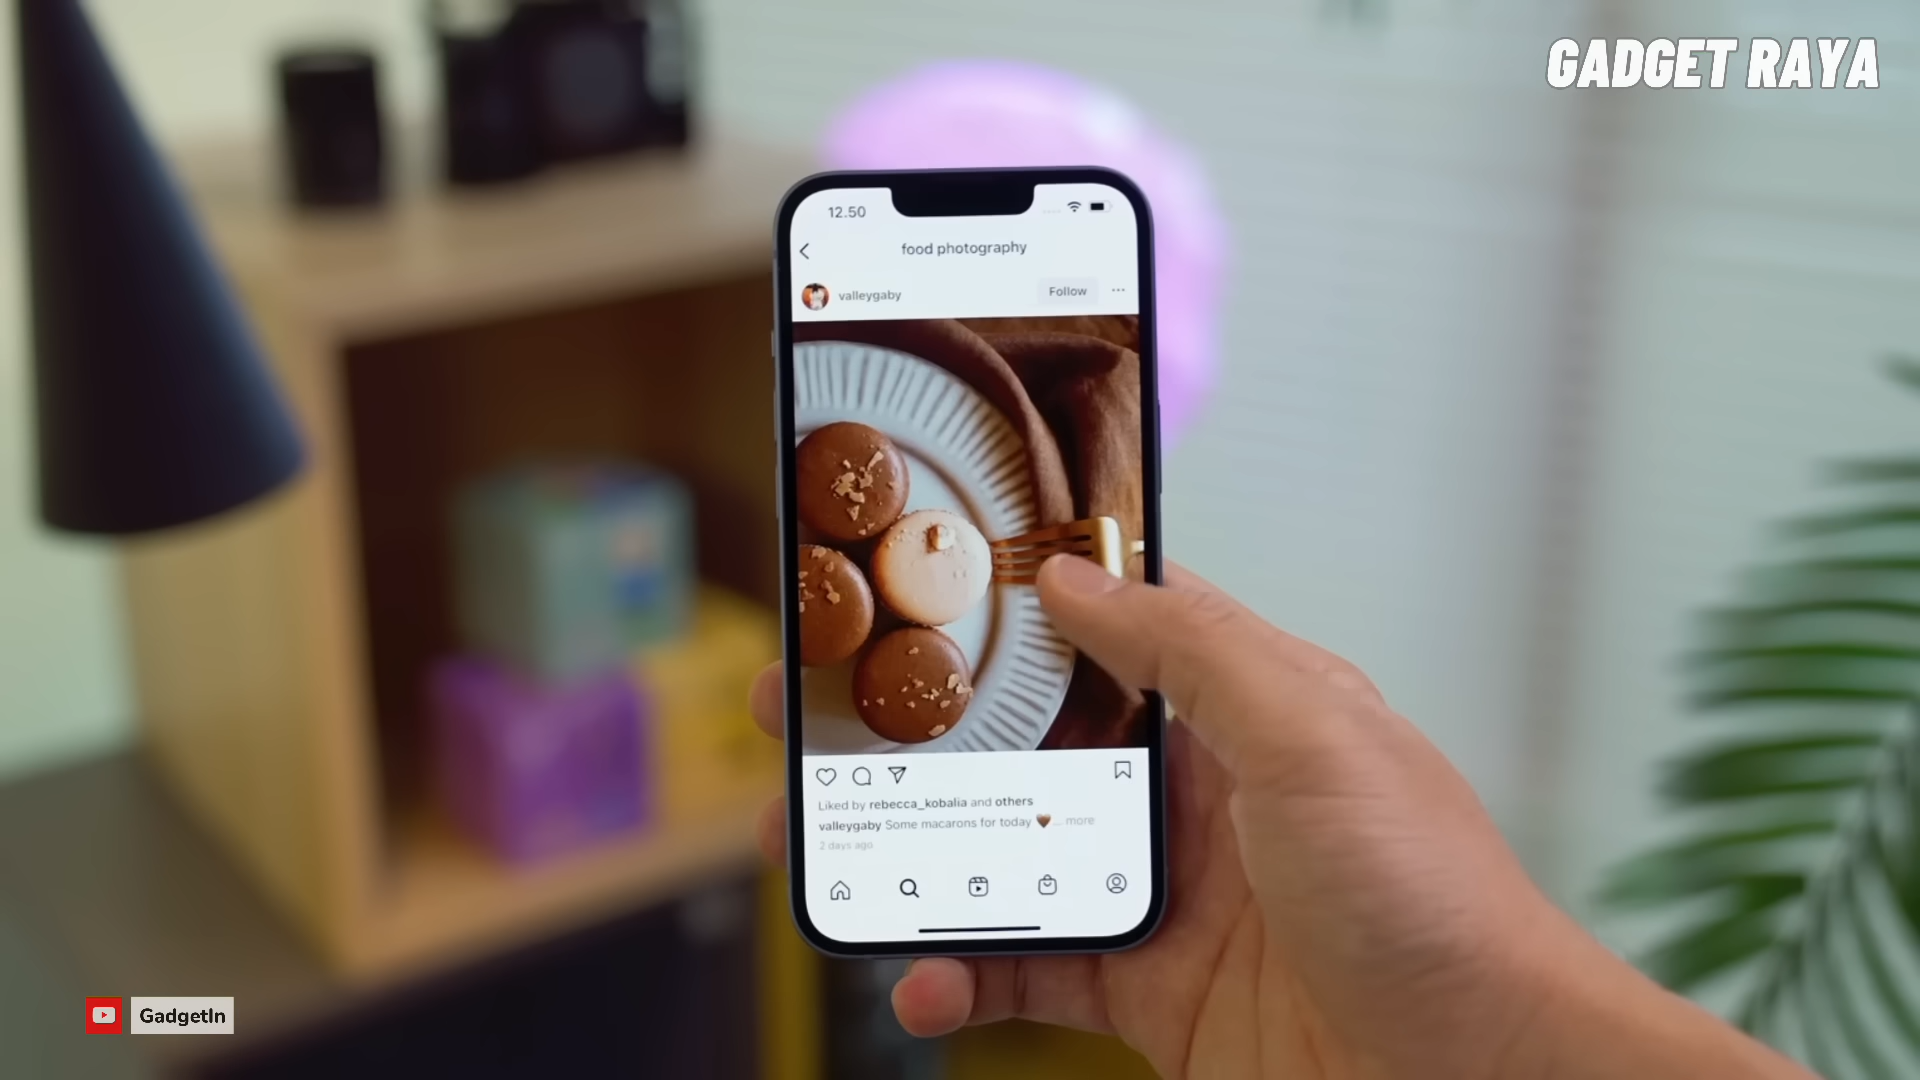 GADGET RAYA
12.50
food photography
valleygaby
Follow
Liked by rebecca_kobalia and others
valleygaby Some macarons for today 🤎... more
2 days ago
GadgetIn